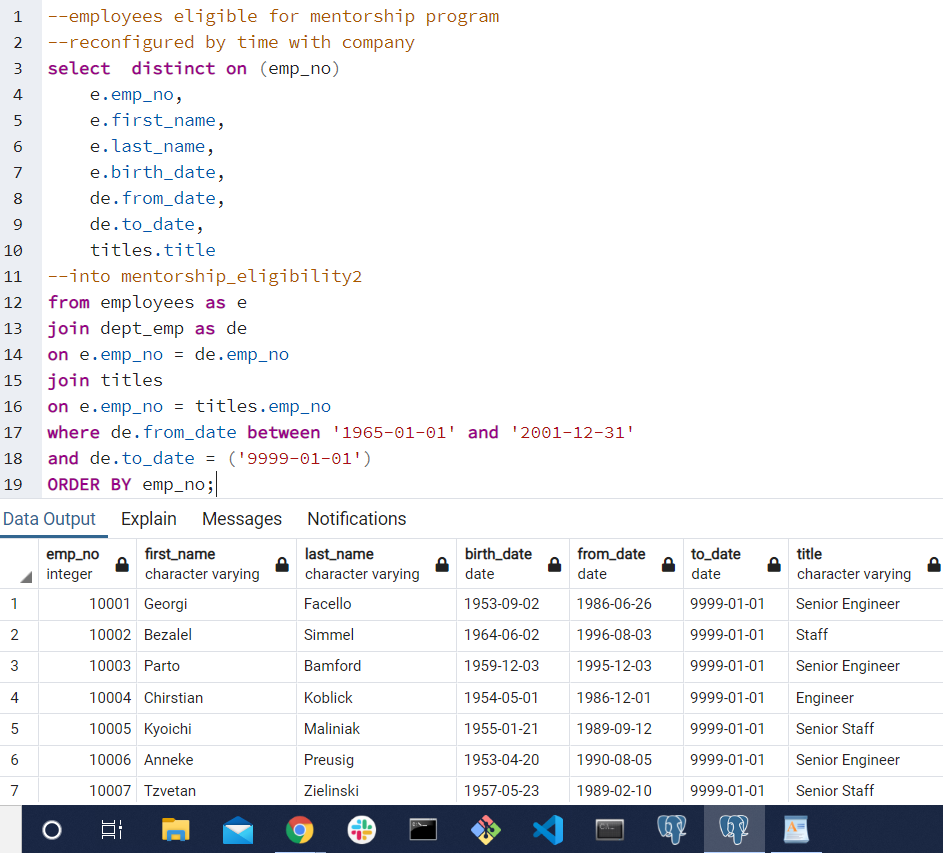 1 --employees eligible for mentorship program
2 --reconfigured by time with company
3 select  distinct on (emp_no)
4     e.emp_no,
5     e.first_name,
6     e.last_name,
7     e.birth_date,
8     de.from_date,
9     de.to_date,
10     titles.title
11 --into mentorship_eligibility2
12 from employees as e
13 join dept_emp as de
14 on e.emp_no = de.emp_no
15 join titles
16 on e.emp_no = titles.emp_no
17 where de.from_date between '1965-01-01' and '2001-12-31'
18 and de.to_date = ('9999-01-01')
19 ORDER BY emp_no;
Data Output Explain Messages Notifications
emp_no first_name last_name birth_date from_date to_date title
integer character varying character varying date date date character varying
1 10001 Georgi Facello 1953-09-02 1986-06-26 9999-01-01 Senior Engineer
2 10002 Bezalel Simmel 1964-06-02 1996-08-03 9999-01-01 Staff
3 10003 Parto Bamford 1959-12-03 1995-12-03 9999-01-01 Senior Engineer
4 10004 Chirstian Koblick 1954-05-01 1986-12-01 9999-01-01 Engineer
5 10005 Kyoichi Maliniak 1955-01-21 1989-09-12 9999-01-01 Senior Staff
6 10006 Anneke Preusig 1953-04-20 1990-08-05 9999-01-01 Senior Engineer
7 10007 Tzvetan Zielinski 1957-05-23 1989-02-10 9999-01-01 Senior Staff